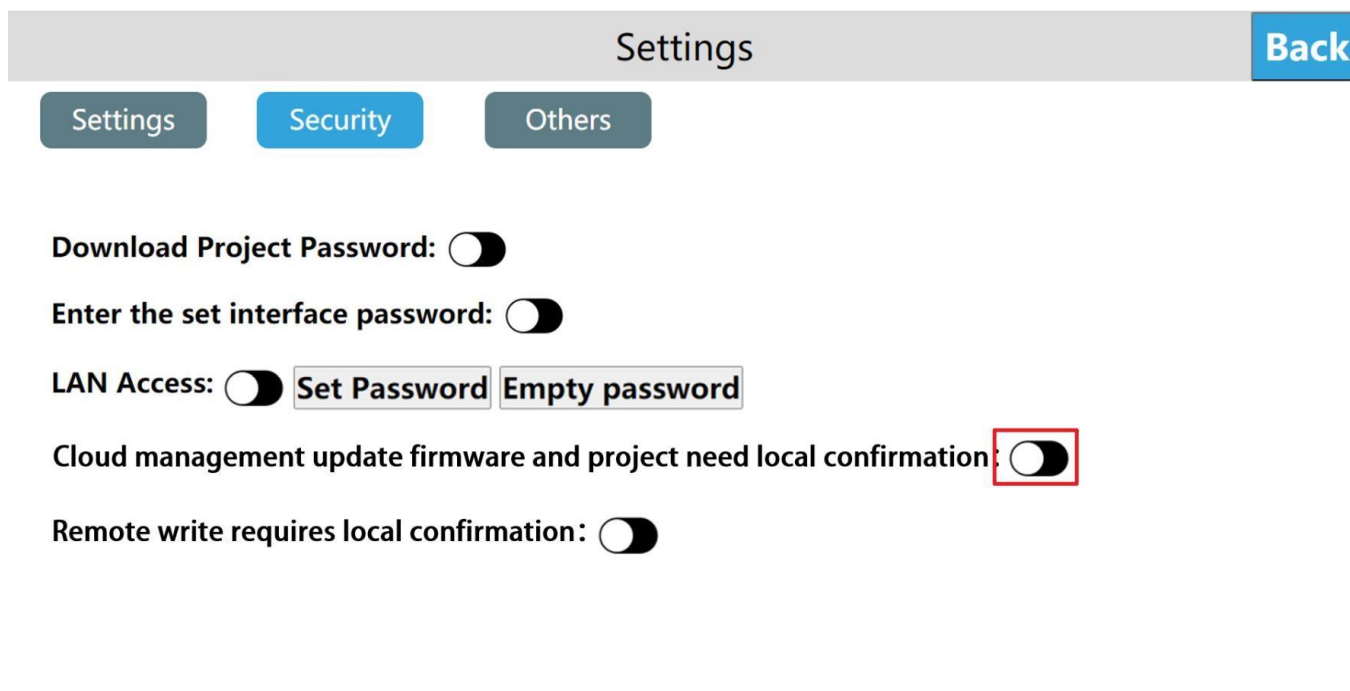 Settings
Back
Settings Security Others
Download Project Password:
Enter the set interface password:
LAN Access: Set Password Empty password
Cloud management update firmware and project need local confirmation:
Remote write requires local confirmation：